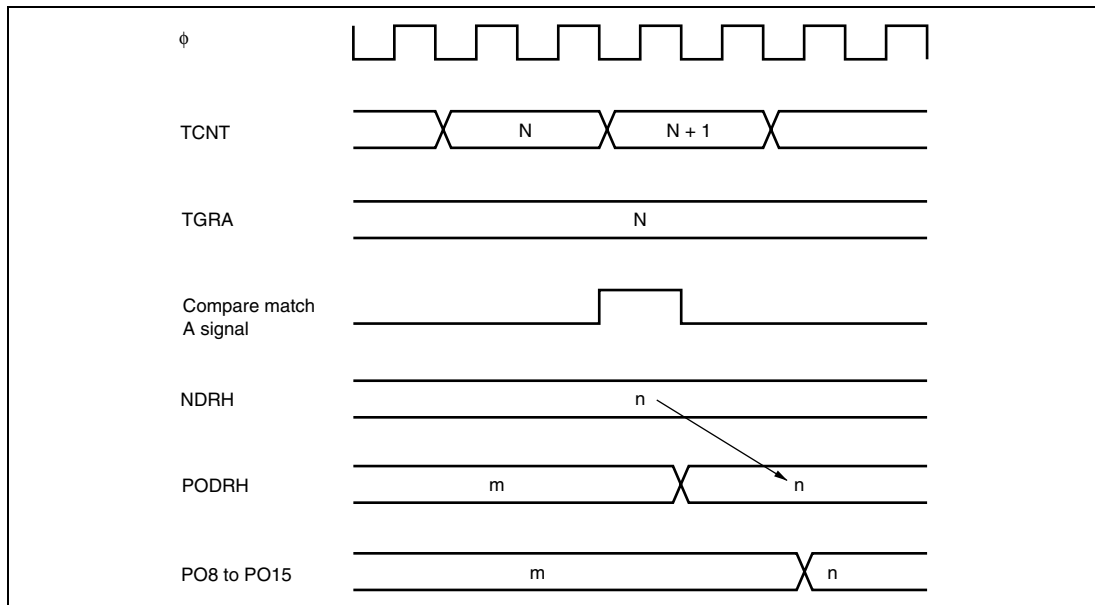 ϕ
TCNT
N
N + 1
TGRA
N
Compare match
A signal
NDRH
n
PODRH
m
n
PO8 to PO15
m
n